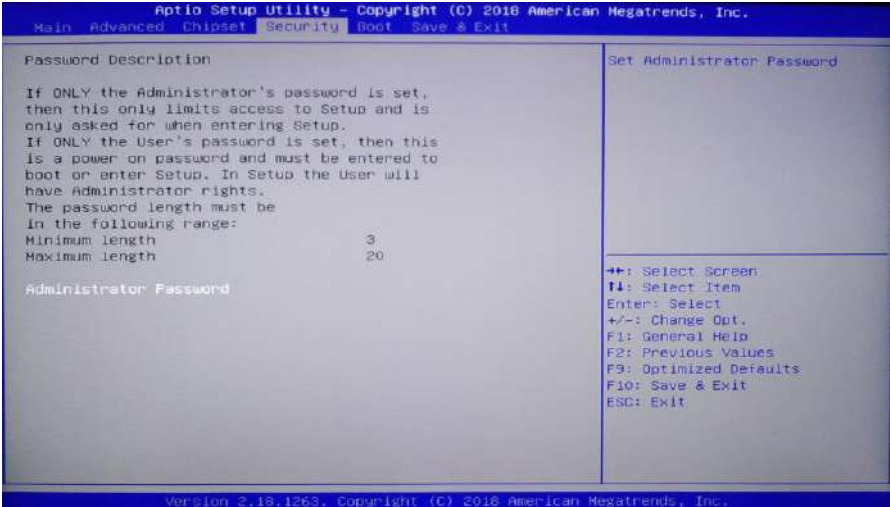 Aptio Setup Utility – Copyright (C) 2018 American Megatrends, Inc.
Main Advanced Chipset Security Boot Save & Exit
Password Description
If ONLY the Administrator's password is set,
then this only limits access to Setup and is
only asked for when entering Setup.
If ONLY the User's password is set, then this
is a power on password and must be entered to
boot or enter Setup. In Setup the User will
have Administrator rights.
The password length must be
in the following range:
Minimum length 3
Maximum length 20
Administrator Password
Set Administrator Password
→←: Select Screen
↑↓: Select Item
Enter: Select
+/-: Change Opt.
F1: General Help
F2: Previous Values
F9: Optimized Defaults
F10: Save & Exit
ESC: Exit
Version 2.18.1263. Copyright (C) 2018 American Megatrends, Inc.